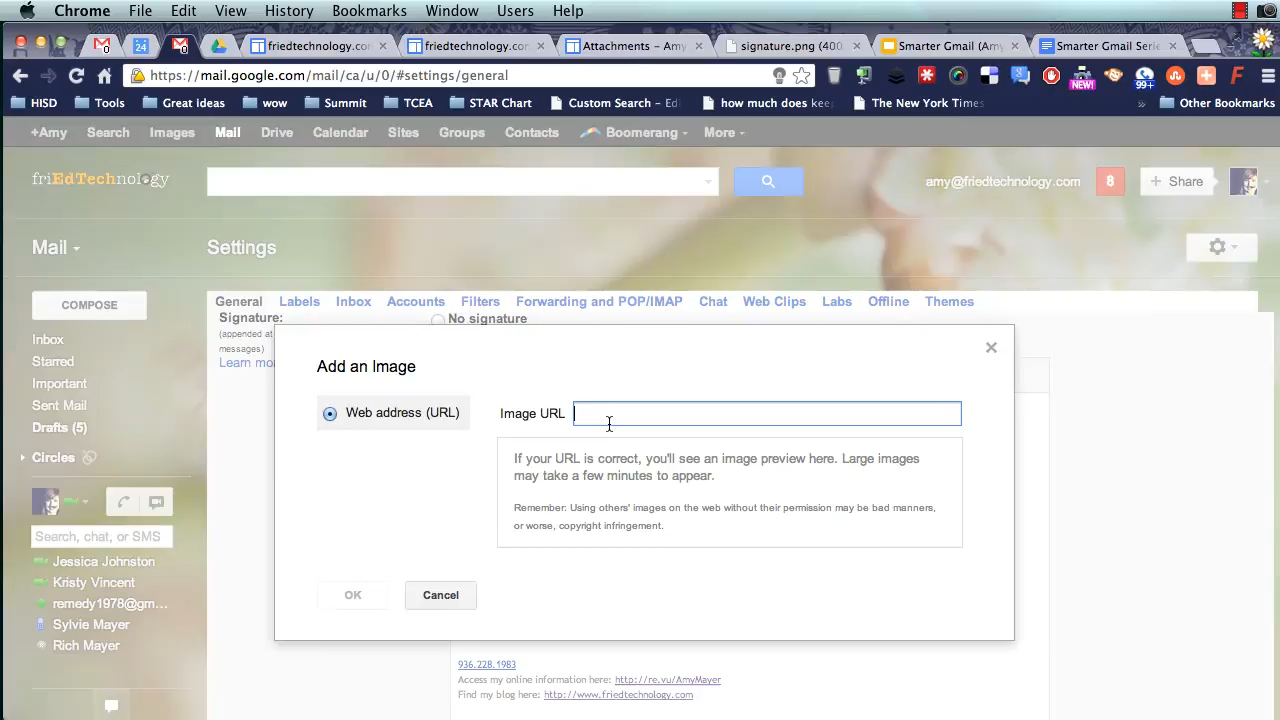 Chrome File Edit View History Bookmarks Window Users Help
24 friedtechnology.co friedtechnology.co Attachments – Amy signature.png (400 Smarter Gmail (Amy Smarter Gmail Serie
https://mail.google.com/mail/ca/u/0/#settings/general NEW! 99+
HISD Tools Great ideas wow Summit TCEA STAR Chart Custom Search - Ed how much does kee The New York Times » Other Bookmarks
+Amy Search Images Mail Drive Calendar Sites Groups Contacts Boomerang More
friEdTechnology amy@friedtechnology.com 8 + Share
Mail Settings
COMPOSE General Labels Inbox Accounts Filters Forwarding and POP/IMAP Chat Web Clips Labs Offline Themes
Signature: No signature
(appended at
messages)
Learn mor
Inbox
Starred
Important
Sent Mail
Drafts (5)
Circles
Search, chat, or SMS
Jessica Johnston
Kristy Vincent
remedy1978@gm...
Sylvie Mayer
Rich Mayer
Add an Image
Web address (URL) Image URL
If your URL is correct, you'll see an image preview here. Large images
may take a few minutes to appear.
Remember: Using others' images on the web without their permission may be bad manners,
or worse, copyright infringement.
OK Cancel
936.228.1983
Access my online information here: http://re.vu/AmyMayer
Find my blog here: http://www.friedtechnology.com